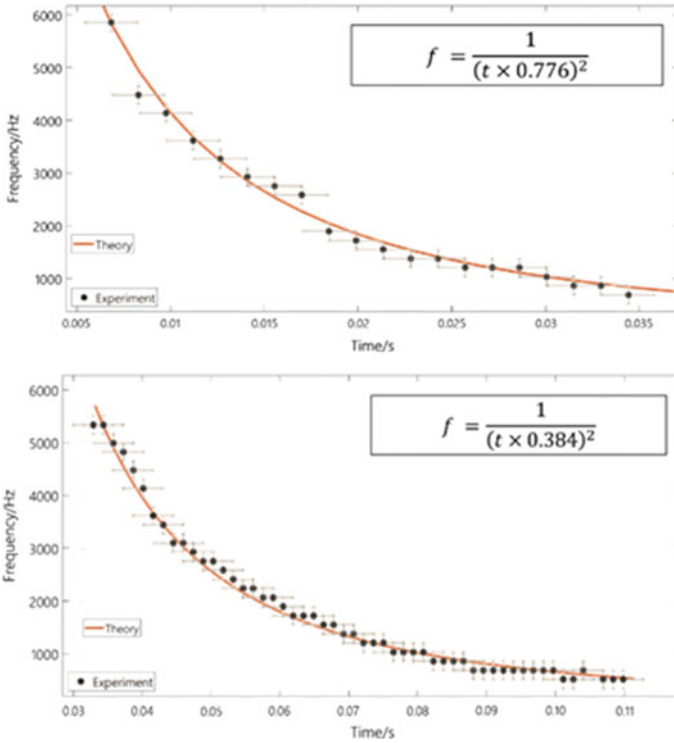 6000
5000
4000
3000
2000
1000
Frequency/Hz
f = 1/(t × 0.776)²
Theory
Experiment
0.005 0.01 0.015 0.02 0.025 0.03 0.035
Time/s
6000
5000
4000
3000
2000
1000
Frequency/Hz
f = 1/(t × 0.384)²
Theory
Experiment
0.03 0.04 0.05 0.06 0.07 0.08 0.09 0.10 0.11
Time/s